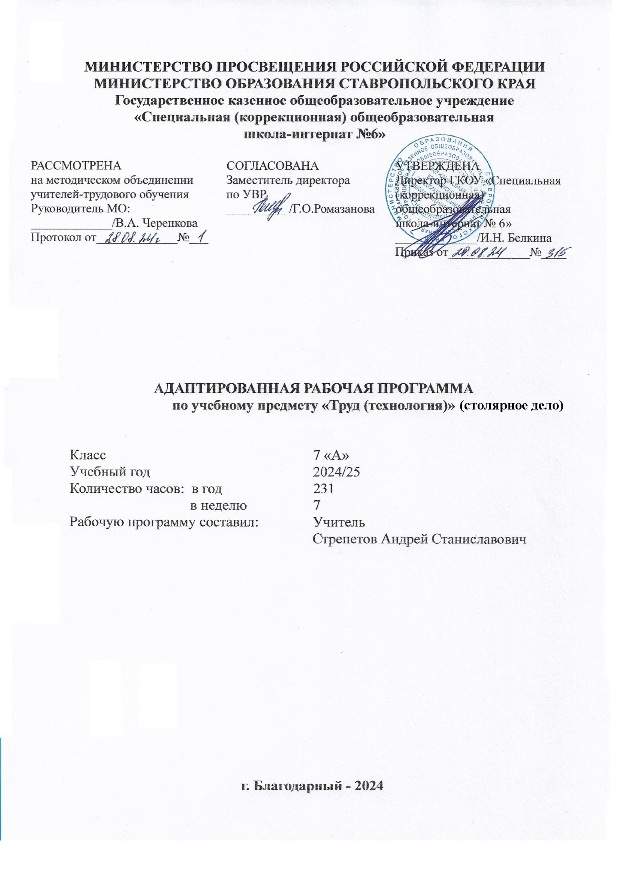 МИНИСТЕРСТВО ПРОСВЕЩЕНИЯ РОССИЙСКОЙ ФЕДЕРАЦИИ
МИНИСТЕРСТВО ОБРАЗОВАНИЯ СТАВРОПОЛЬСКОГО КРАЯ
Государственное казенное общеобразовательное учреждение
«Специальная (коррекционная) общеобразовательная
школа-интернат №6»
РАССМОТРЕНА
на методическом объединении
учителей-трудового обучения
Руководитель МО:
/В.А. Черепкова
Протокол от 28.08.24г. № 1
СОГЛАСОВАНА
Заместитель директора
по УВР
/Г.О.Ромазанова
УТВЕРЖДЕНА
Директор ГКОУ «Специальная
(коррекционная)
общеобразовательная
школа-интернат № 6»
/И.Н. Белкина
Приказ от 28.08.24 № 315
АДАПТИРОВАННАЯ РАБОЧАЯ ПРОГРАММА
по учебному предмету «Труд (технология)» (столярное дело)
Класс 7 «А»
Учебный год 2024/25
Количество часов: в год 231
в неделю 7
Рабочую программу составил: Учитель
Стрепетов Андрей Станиславович
г. Благодарный - 2024